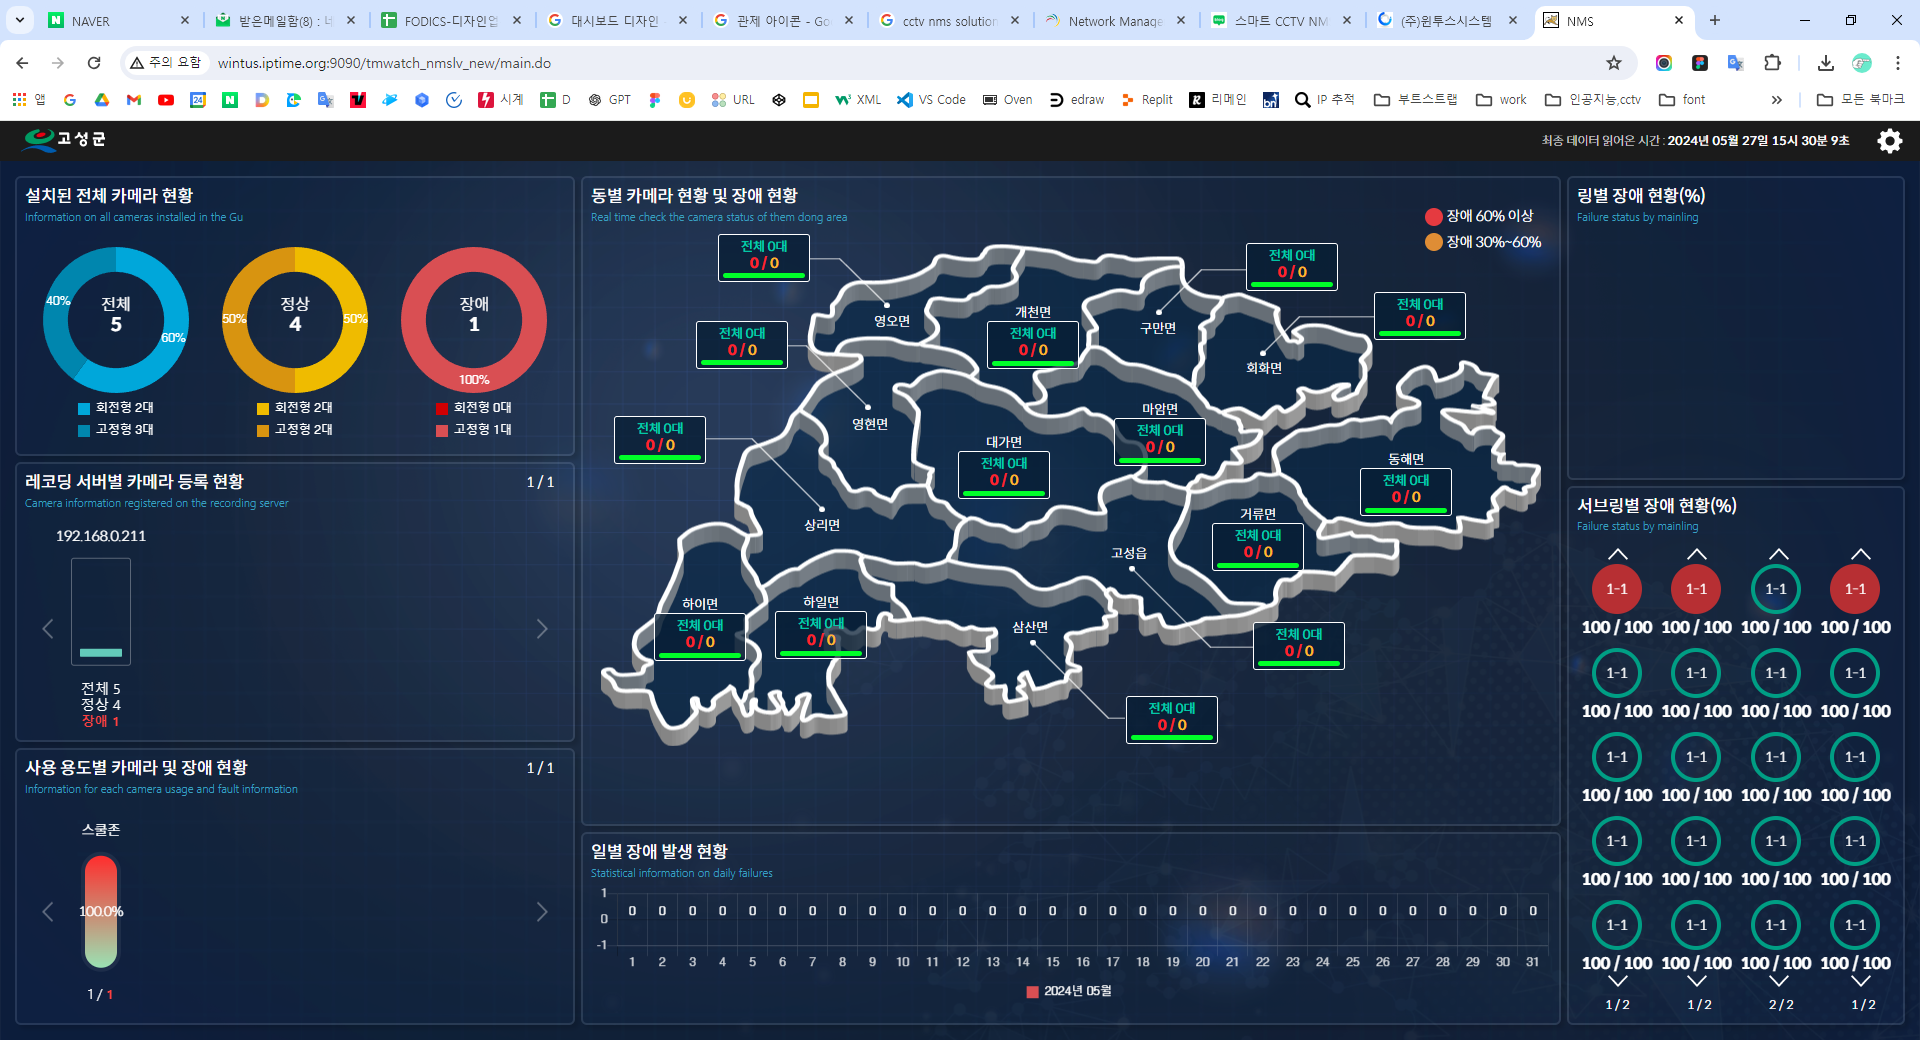 NAVER
받은메일함(8) : 네
FODICS-디자인업
대시보드 디자인
관제 아이콘 - Go
cctv nms solution
Network Manage
스마트 CCTV NM
(주)윈투스시스템
NMS
주의 요함
wintus.iptime.org:9090/tmwatch_nmslv_new/main.do
앱
시계
D
GPT
URL
XML
VS Code
Oven
edraw
Replit
리메인
IP 추적
부트스트랩
work
인공지능,cctv
font
모든 북마크
고성군
최종 데이터 읽어온 시간 : 2024년 05월 27일 15시 30분 9초
설치된 전체 카메라 현황
Information on all cameras installed in the Gu
전체
5
40%
60%
정상
4
50%
50%
장애
1
100%
회전형 2대
고정형 3대
회전형 2대
고정형 2대
회전형 0대
고정형 1대
레코딩 서버별 카메라 등록 현황
1 / 1
Camera information registered on the recording server
192.168.0.211
전체 5
정상 4
장애 1
사용 용도별 카메라 및 장애 현황
1 / 1
Information for each camera usage and fault information
스쿨존
100.0%
1 / 1
동별 카메라 현황 및 장애 현황
Real time check the camera status of them dong area
장애 60% 이상
장애 30%~60%
전체 0대
0 / 0
영오면
개천면
전체 0대
0 / 0
전체 0대
0 / 0
구만면
전체 0대
0 / 0
회화면
전체 0대
0 / 0
영현면
전체 0대
0 / 0
상리면
대가면
전체 0대
0 / 0
마암면
전체 0대
0 / 0
동혜면
전체 0대
0 / 0
거류면
전체 0대
0 / 0
고성읍
전체 0대
0 / 0
하이면
전체 0대
0 / 0
하일면
전체 0대
0 / 0
삼산면
전체 0대
0 / 0
일별 장애 발생 현황
Statistical information on daily failures
1
0
-1
0 0 0 0 0 0 0 0 0 0 0 0 0 0 0 0 0 0 0 0 0 0 0 0 0 0 0 0 0 0 0
1 2 3 4 5 6 7 8 9 10 11 12 13 14 15 16 17 18 19 20 21 22 23 24 25 26 27 28 29 30 31
2024년 05월
링별 장애 현황(%)
Failure status by mainling
서브링별 장애 현황(%)
Failure status by mainling
1-1 1-1 1-1 1-1
100 / 100 100 / 100 100 / 100 100 / 100
1-1 1-1 1-1 1-1
100 / 100 100 / 100 100 / 100 100 / 100
1-1 1-1 1-1 1-1
100 / 100 100 / 100 100 / 100 100 / 100
1-1 1-1 1-1 1-1
100 / 100 100 / 100 100 / 100 100 / 100
1-1 1-1 1-1 1-1
100 / 100 100 / 100 100 / 100 100 / 100
1 / 2 1 / 2 2 / 2 1 / 2